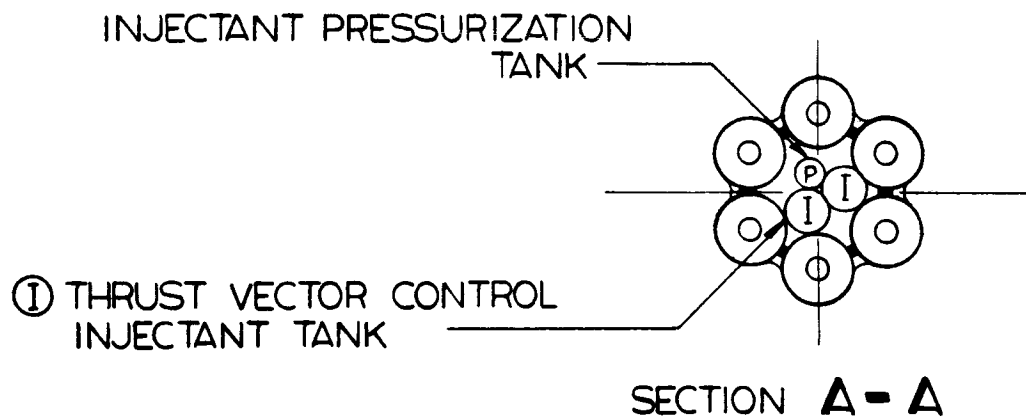 INJECTANT PRESSURIZATION
TANK
P
I
I
Ⓘ THRUST VECTOR CONTROL
INJECTANT TANK
SECTION A - A